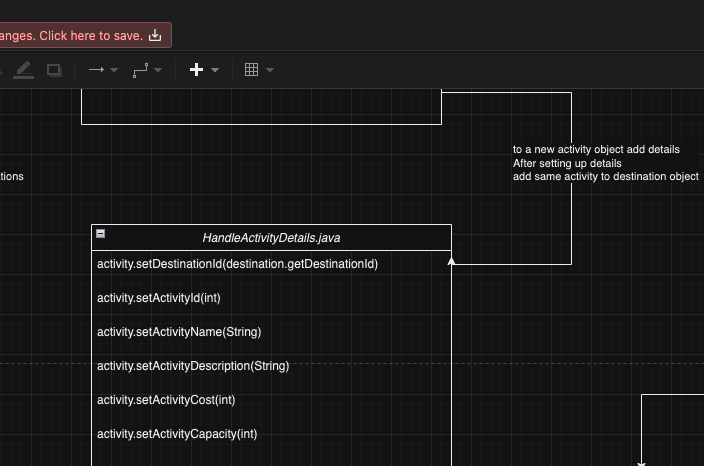 anges. Click here to save.
to a new activity object add details
After setting up details
add same activity to destination object
tions
HandleActivityDetails.java
activity.setDestinationId(destination.getDestinationId)
activity.setActivityId(int)
activity.setActivityName(String)
activity.setActivityDescription(String)
activity.setActivityCost(int)
activity.setActivityCapacity(int)